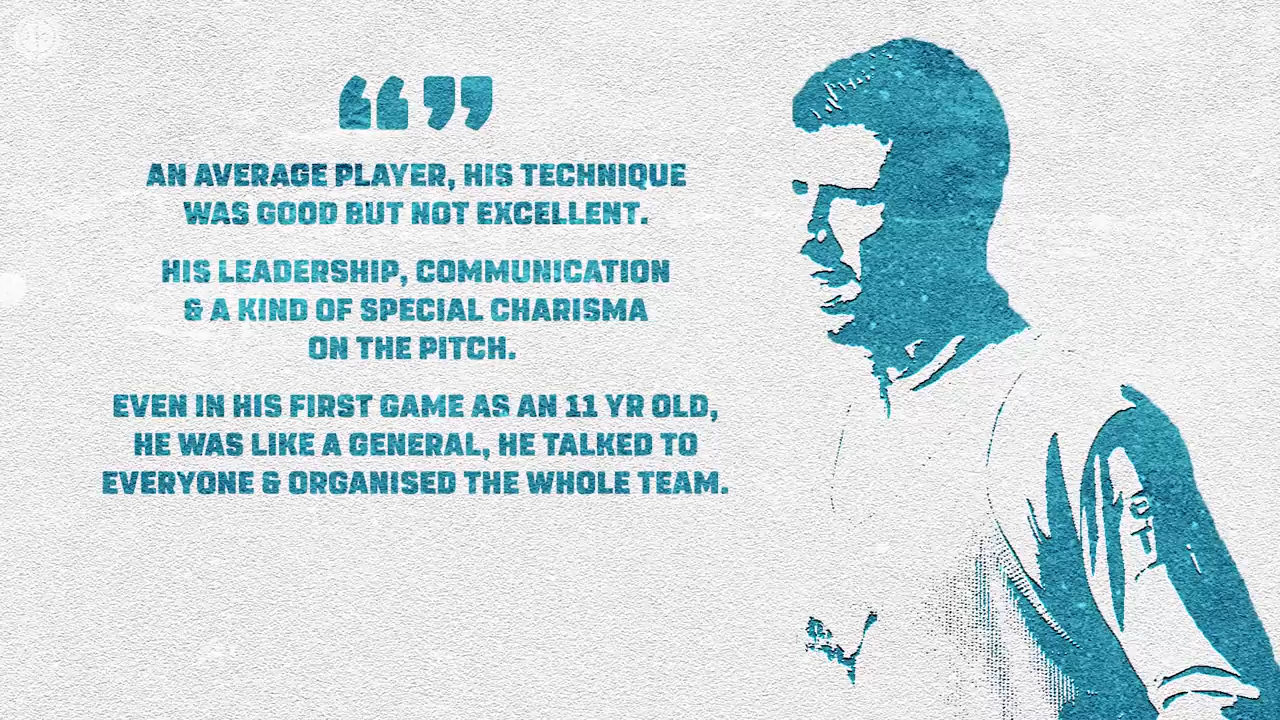 ❝ ❞
AN AVERAGE PLAYER, HIS TECHNIQUE
WAS GOOD BUT NOT EXCELLENT.
HIS LEADERSHIP, COMMUNICATION
& A KIND OF SPECIAL CHARISMA
ON THE PITCH.
EVEN IN HIS FIRST GAME AS AN 11 YR OLD,
HE WAS LIKE A GENERAL, HE TALKED TO
EVERYONE & ORGANISED THE WHOLE TEAM.